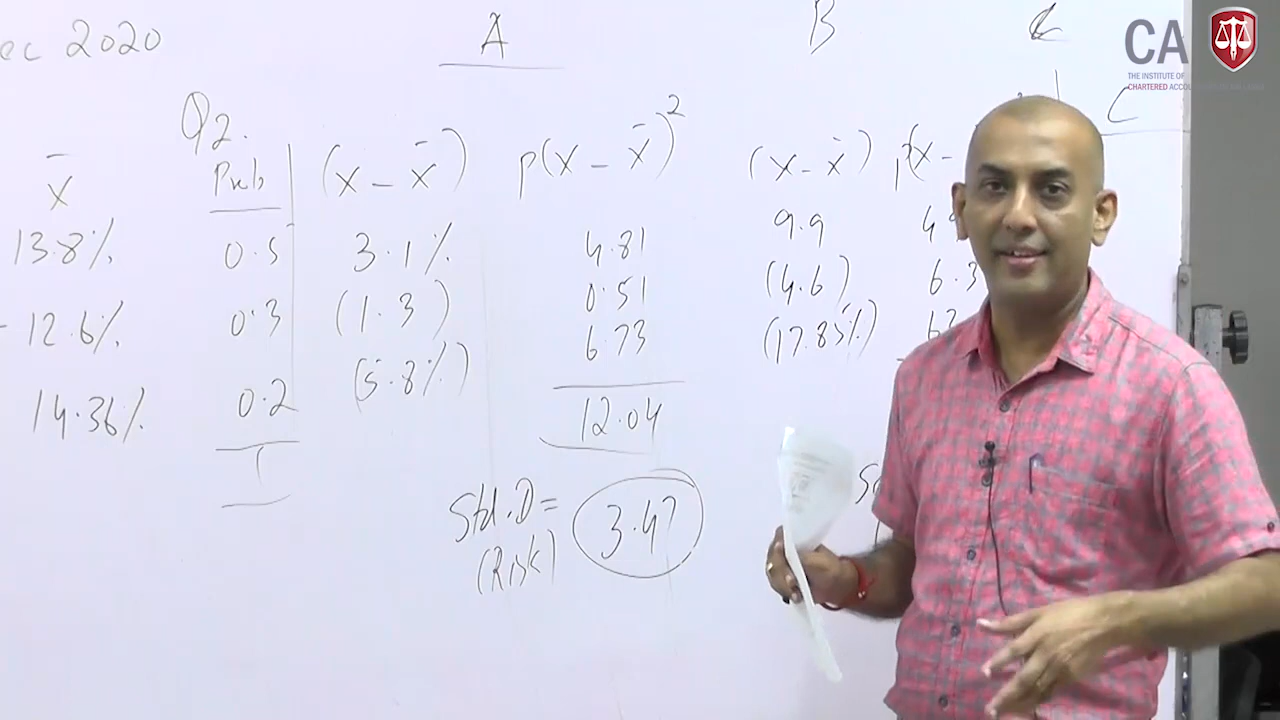 2020 A B C
CA
THE INSTITUTE OF
CHARTERED
C
Q2.
x̄ Prob (x - x̄) p(x - x̄)² (x - x̄)
13.8% 0.5 3.1% 4.81 9.9
12.6% 0.3 (1.3) 0.51 (4.6) 6.3
14.36% 0.2 (5.8%) 6.73 (17.85%)
1 12.04
Std.D = 3.47
(Risk)